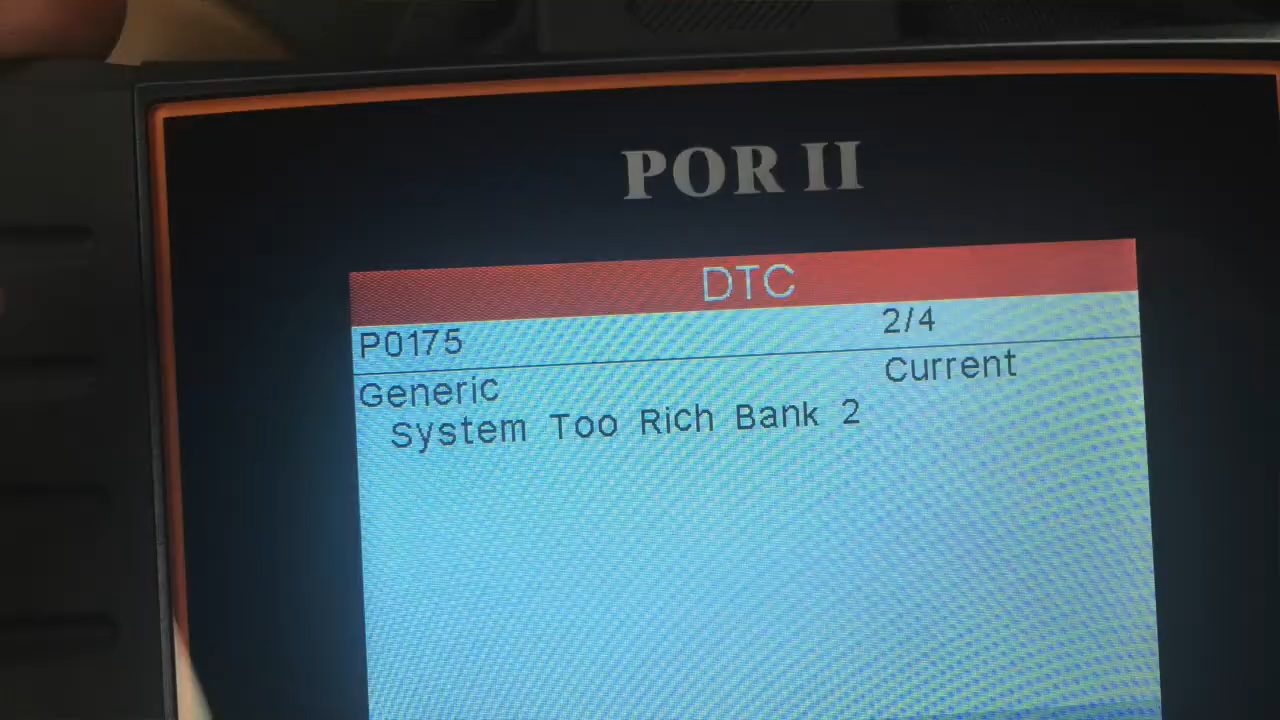 POR II
DTC
P0175 2/4
Generic Current
System Too Rich Bank 2